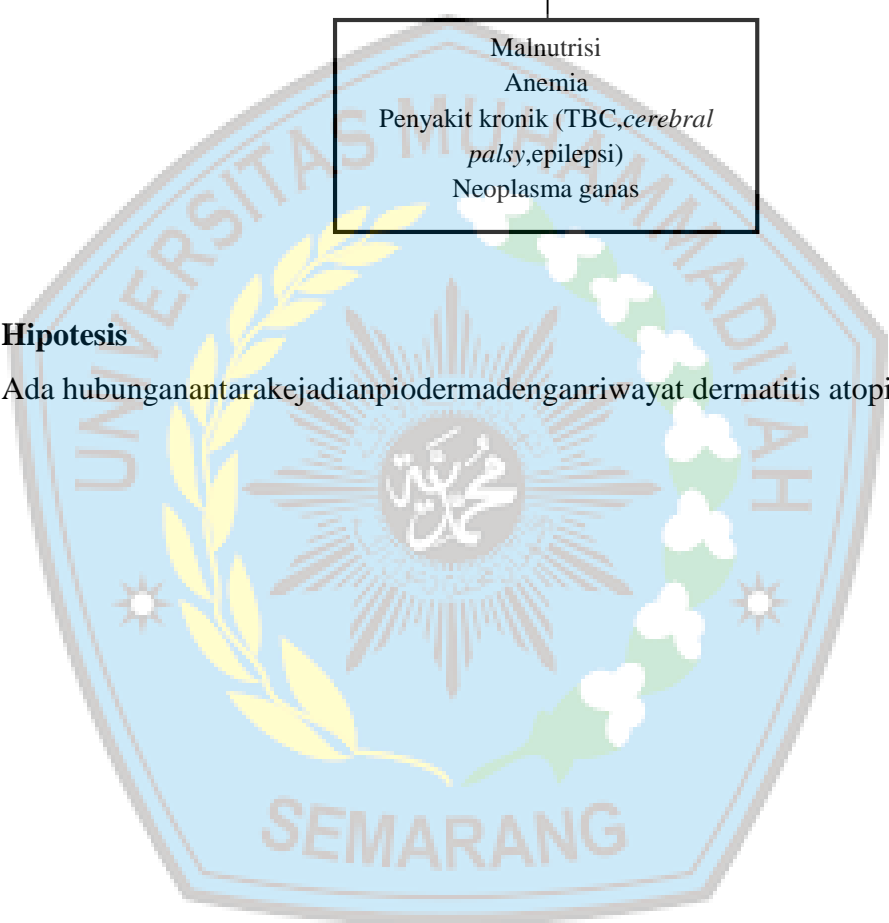 Malnutrisi
Anemia
Penyakit kronik (TBC,cerebral
palsy,epilepsi)
Neoplasma ganas
Hipotesis
Ada hubunganantarakejadianpiodermadenganriwayat dermatitis atopi
UNIVERSITAS MUHAMMADIYAH
SEMARANG